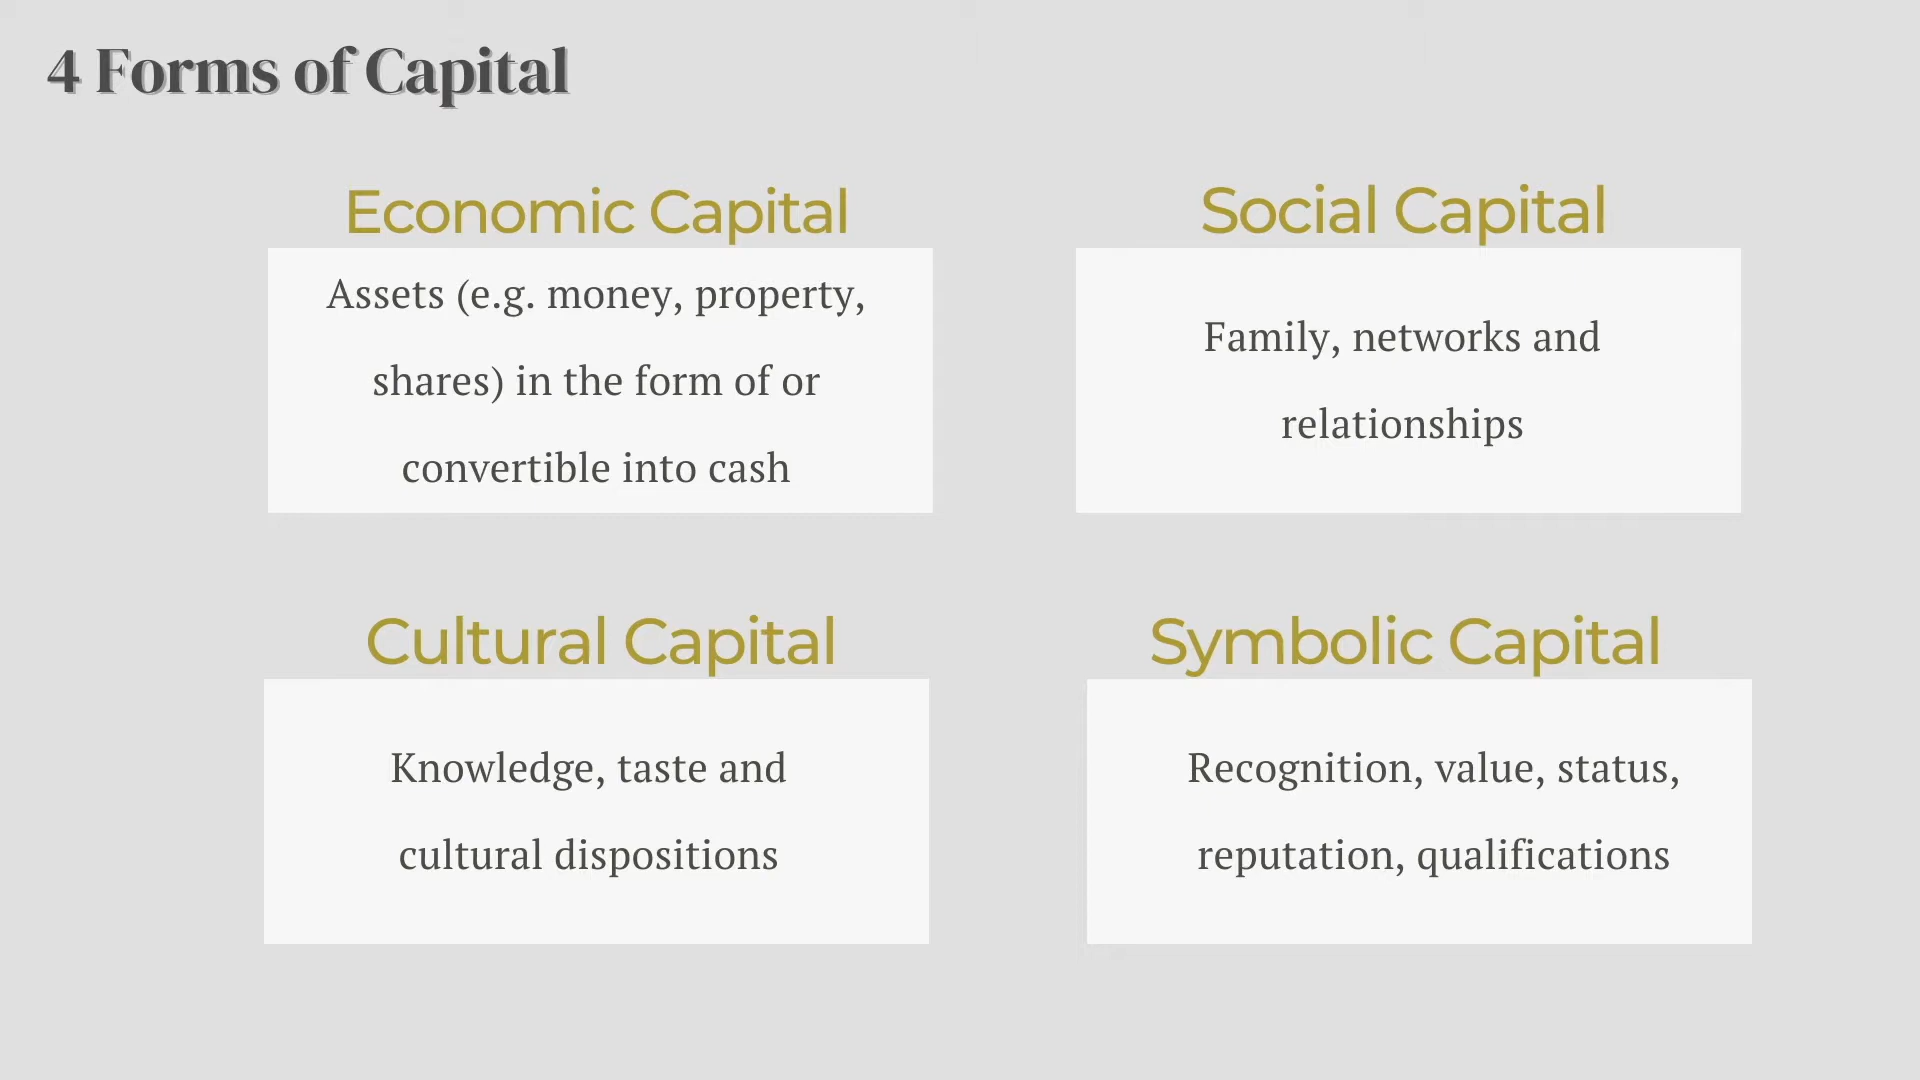 4 Forms of Capital
Economic Capital
Assets (e.g. money, property,
shares) in the form of or
convertible into cash
Social Capital
Family, networks and
relationships
Cultural Capital
Knowledge, taste and
cultural dispositions
Symbolic Capital
Recognition, value, status,
reputation, qualifications